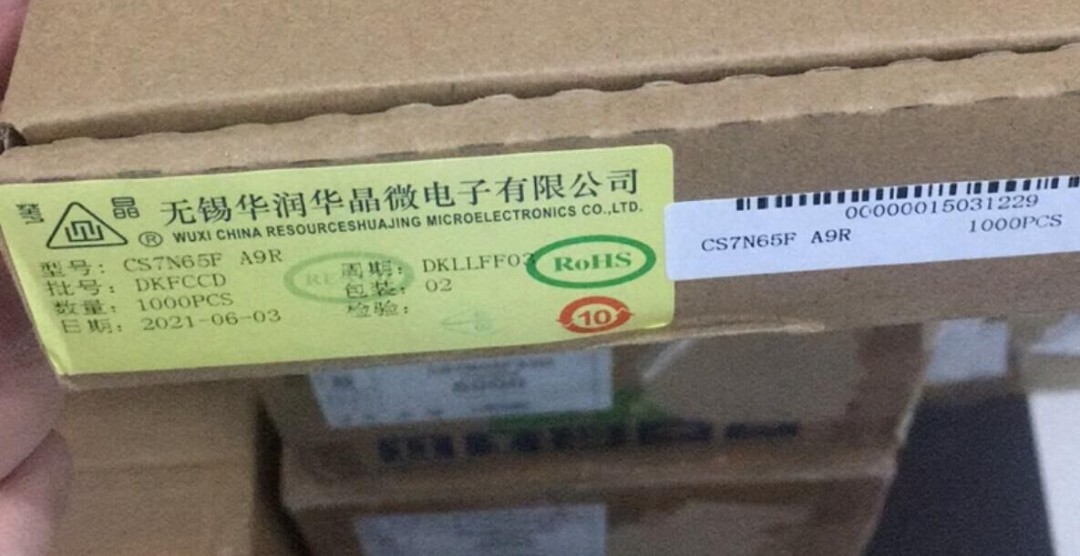 华晶
无锡华润华晶微电子有限公司
® WUXI CHINA RESOURCESHUAJING MICROELECTRONICS CO.,LTD.
型号: CS7N65F A9R
批号: DKFCCD
数量: 1000PCS
日期: 2021-06-03
周期: DKLLFF03
包装: 02
检验:
RoHS
10
00000015031229
CS7N65F A9R
1000PCS